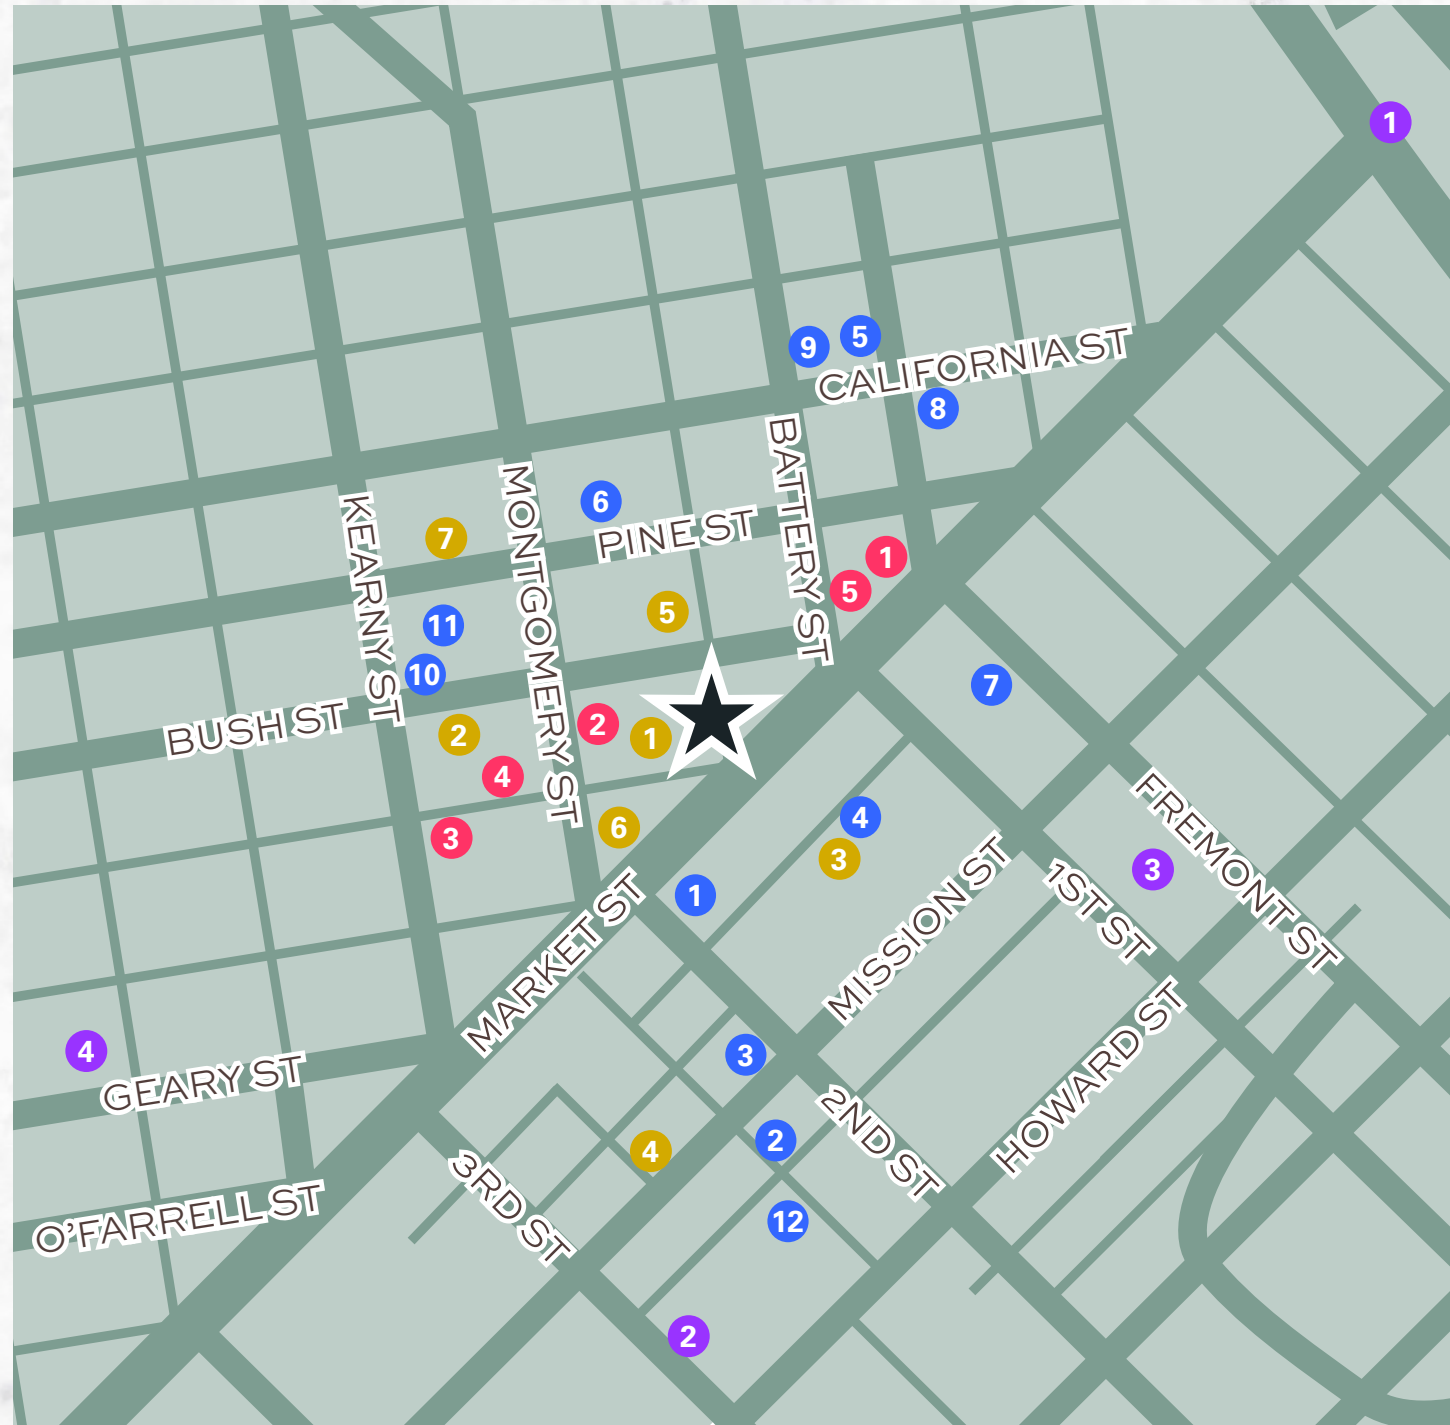 1
9
5
CALIFORNIA ST
8
BATTERY ST
MONTGOMERY ST
KEARNY ST
6
PINE ST
7
1
5
5
11
10
7
BUSH ST
2
2
1
4
3
6
4
3
1
MISSION ST
FREMONT ST
3
1ST ST
MARKET ST
HOWARD ST
4
GEARY ST
3
2ND ST
2
4
3RD ST
O'FARRELL ST
12
2